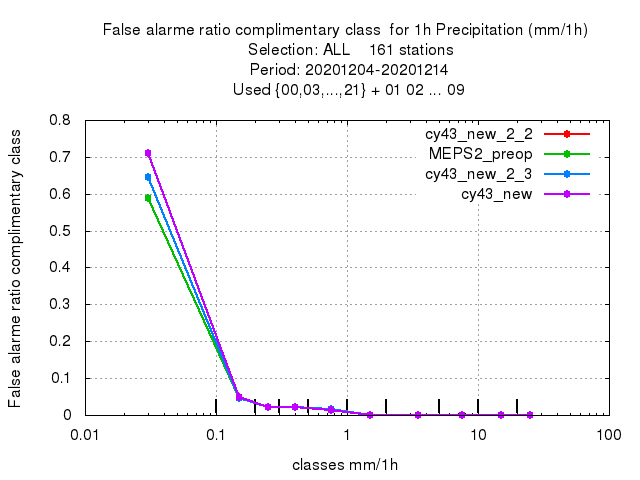 False alarme ratio complimentary class  for 1h Precipitation (mm/1h)
Selection: ALL    161 stations
Period: 20201204-20201214
Used {00,03,...,21} + 01 02 ... 09
cy43_new_2_2
MEPS2_preop
cy43_new_2_3
cy43_new
False alarme ratio complimentary class
0.8
0.7
0.6
0.5
0.4
0.3
0.2
0.1
0
0.01
0.1
1
10
100
classes mm/1h